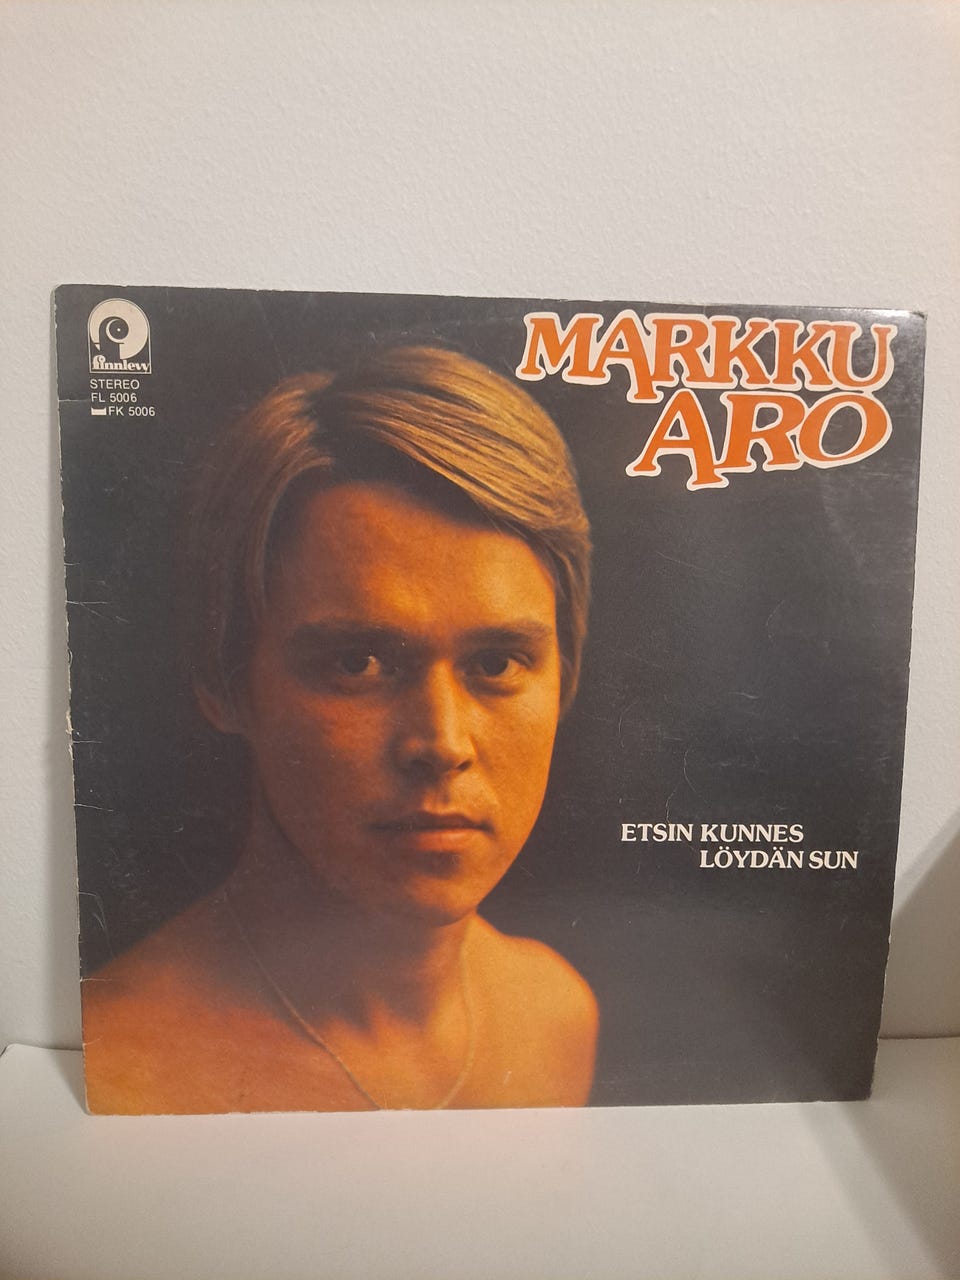 finnlevy
STEREO
FL 5006
FK 5006
MARKKU
ARO
ETSIN KUNNES
LÖYDÄN SUN